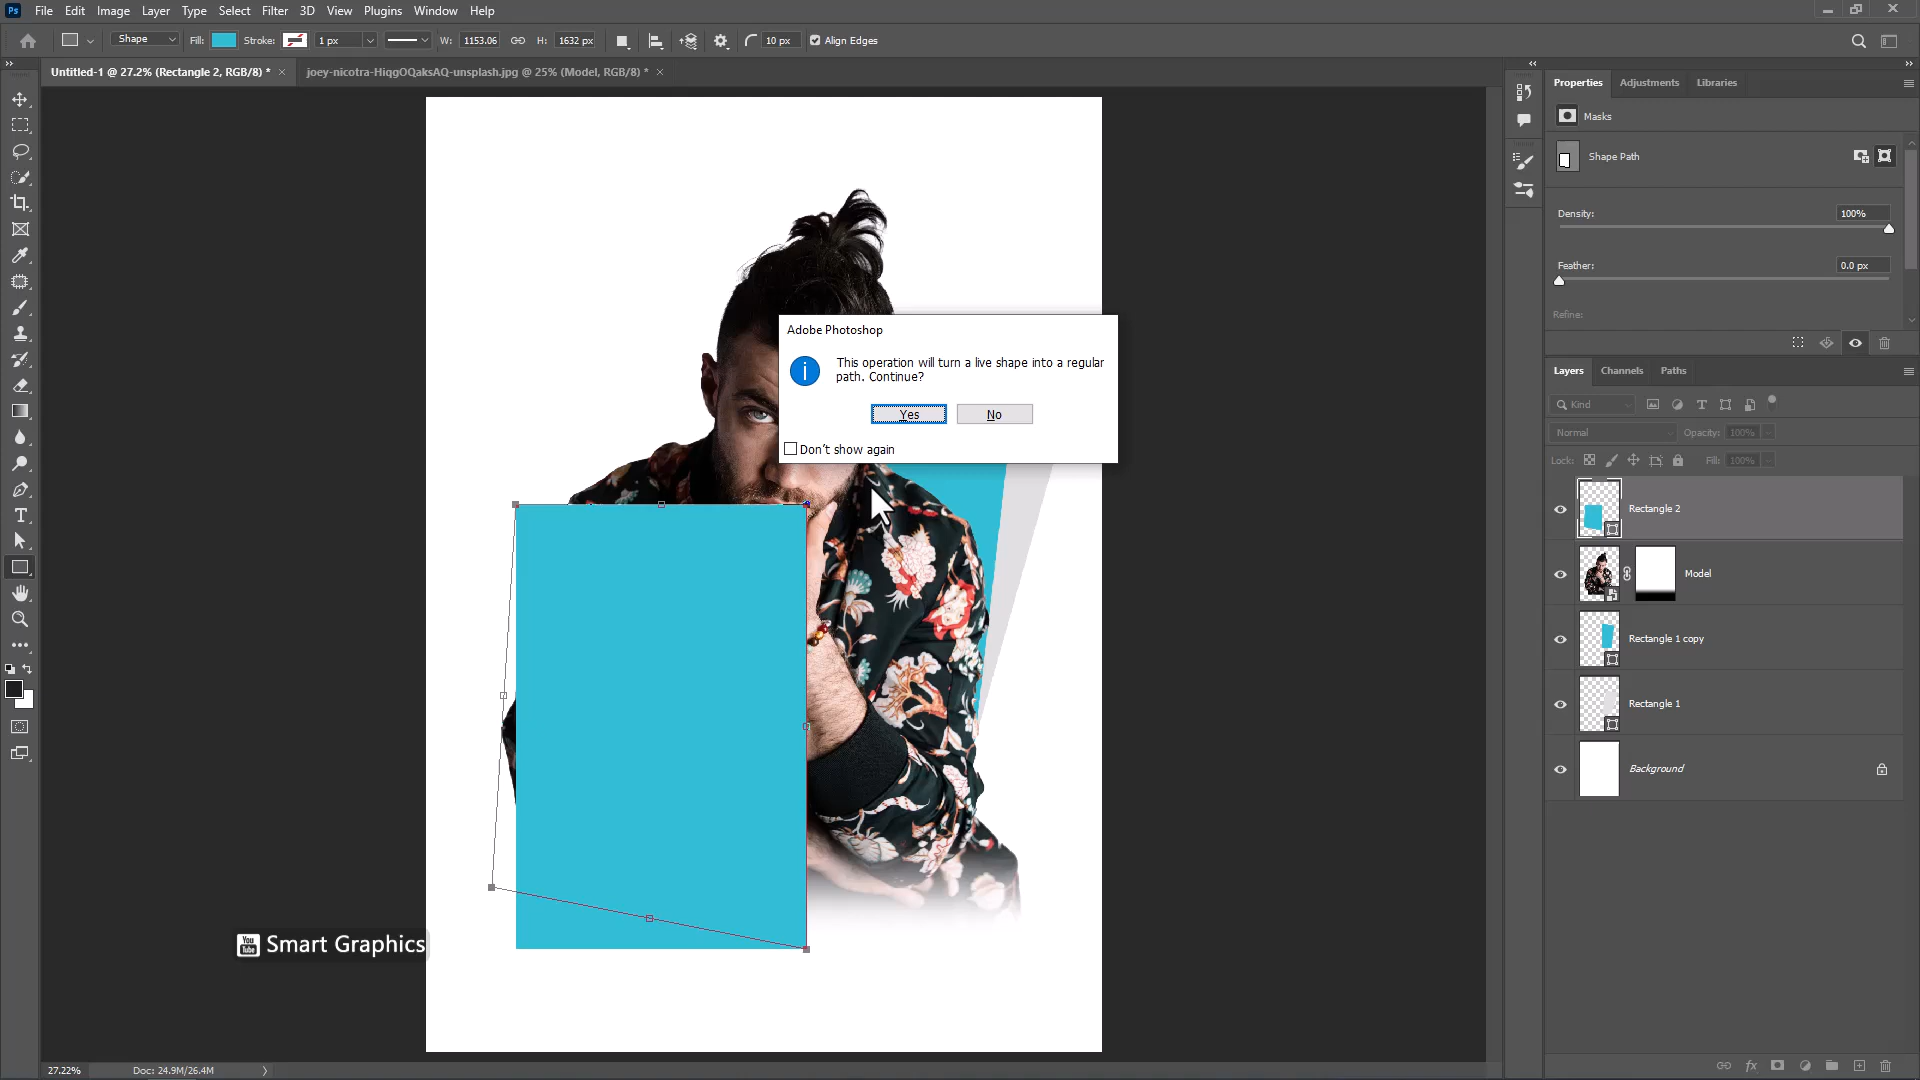 Ps File Edit Image Layer Type Select Filter 3D View Plugins Window Help
Shape Fill: Stroke: 1 px W: 1153.06 H: 1632 px 10 px Align Edges
Untitled-1 @ 27.2% (Rectangle 2, RGB/8) * × joey-nicotra-HiqgOQaksAQ-unsplash.jpg @ 25% (Model, RGB/8) * ×
Properties Adjustments Libraries
Masks
Shape Path
Density: 100%
Feather: 0.0 px
Refine:
Adobe Photoshop
This operation will turn a live shape into a regular
path. Continue?
Yes No
Don't show again
Layers Channels Paths
Kind
Normal Opacity: 100%
Lock: Fill: 100%
Rectangle 2
Model
Rectangle 1 copy
Rectangle 1
Background
You
Tube
Smart Graphics
27.22% Doc: 24.9M/26.4M